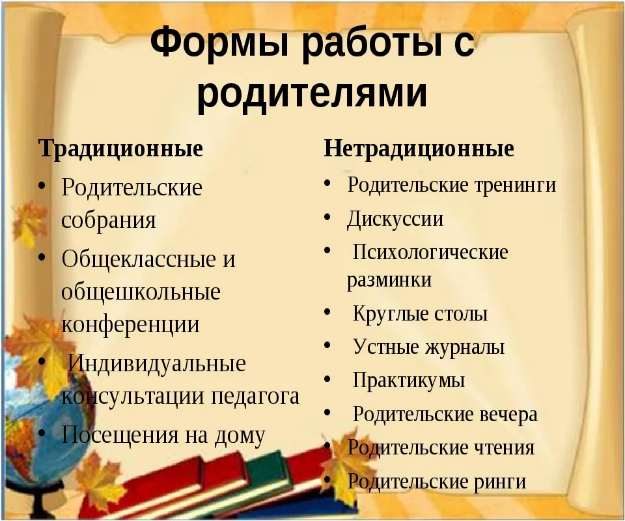 Формы работы с
родителями
Традиционные
• Родительские
собрания
• Общеклассные и
общешкольные
конференции
• Индивидуальные
консультации педагога
• Посещения на дому
Нетрадиционные
• Родительские тренинги
• Дискуссии
• Психологические
разминки
• Круглые столы
• Устные журналы
• Практикумы
• Родительские вечера
• Родительские чтения
• Родительские ринги